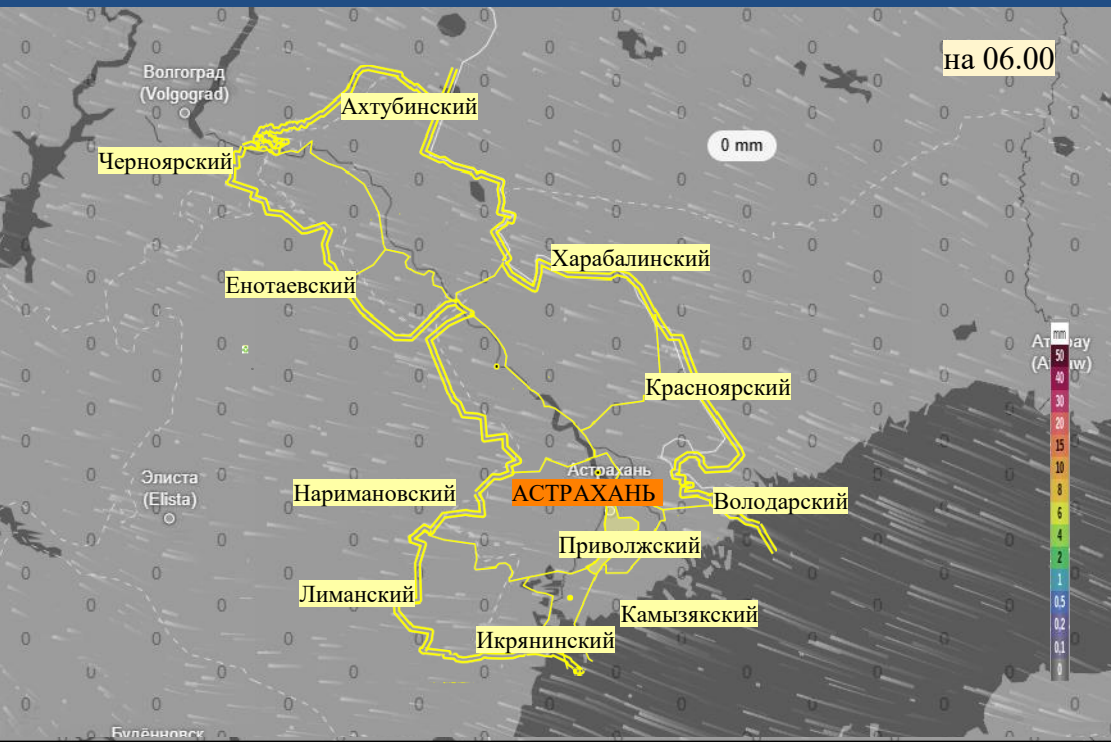 на 06.00
Волгоград
(Volgograd)
Ахтубинский
0 mm
Черноярский
Харабалинский
Енотаевский
mm
50
40
30
20
15
10
8
6
4
2
1
0,5
0,2
0,1
0
Красноярский
Астрахань
Элиста
(Elista)
Наримановский
АСТРАХАНЬ
Володарский
Приволжский
Лиманский
Камызякский
Икрянинский
Будённовск